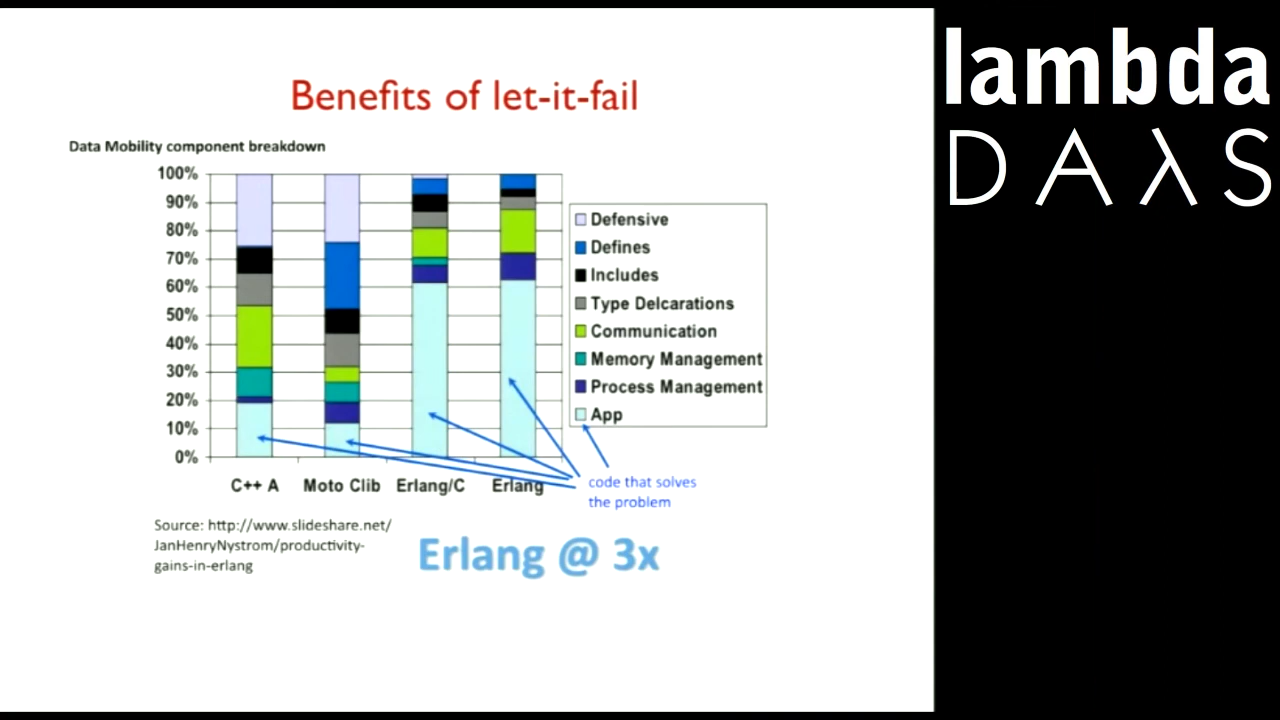 Benefits of let-it-fail
lambda
DAλS
Data Mobility component breakdown
100%
90%
80%
70%
60%
50%
40%
30%
20%
10%
0%
C++ A
Moto Clib
Erlang/C
Erlang
Defensive
Defines
Includes
Type Delcarations
Communication
Memory Management
Process Management
App
code that solves
the problem
Source: http://www.slideshare.net/
JanHenryNystrom/productivity-
gains-in-erlang
Erlang @ 3x